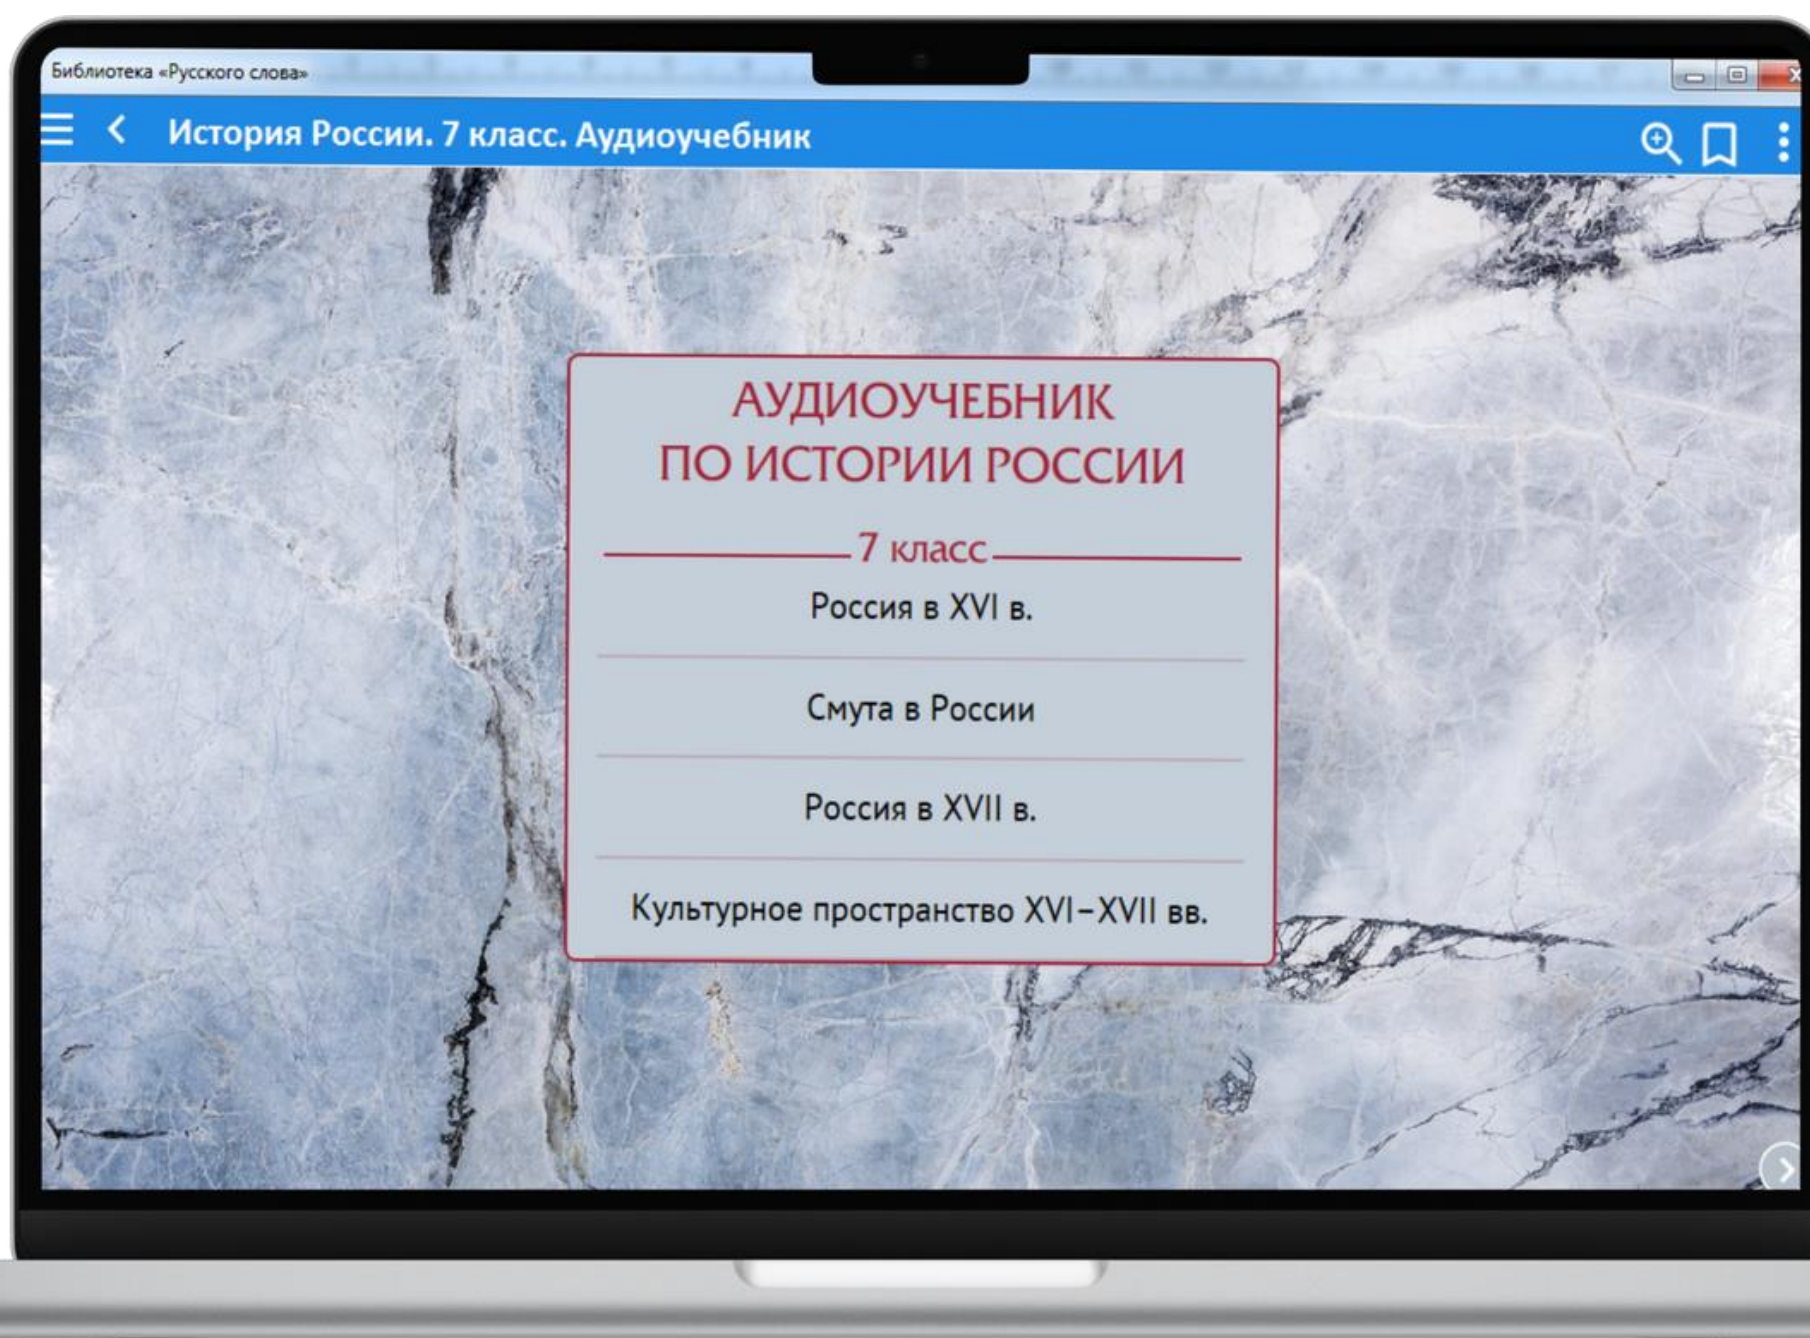 Библиотека «Русского слова»
История России. 7 класс. Аудиоучебник
АУДИОУЧЕБНИК
ПО ИСТОРИИ РОССИИ
7 класс
Россия в XVI в.
Смута в России
Россия в XVII в.
Культурное пространство XVI–XVII вв.